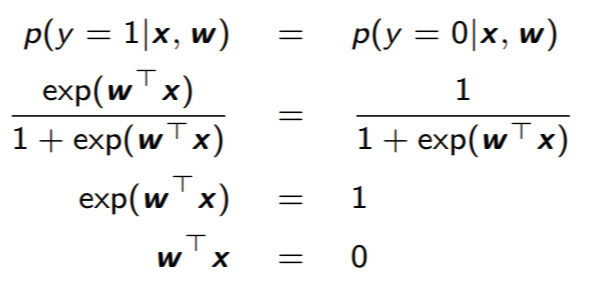 p(y = 1|x, w) = p(y = 0|x, w)
exp(w⊤x) / 1 + exp(w⊤x) = 1 / 1 + exp(w⊤x)
exp(w⊤x) = 1
w⊤x = 0